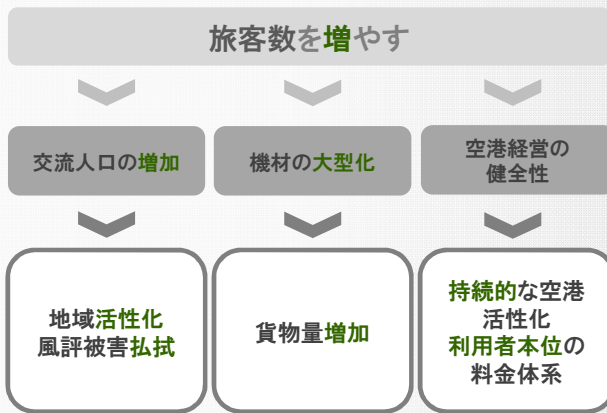 旅客数を増やす
交流人口の増加
機材の大型化
空港経営の
健全性
地域活性化
風評被害払拭
貨物量増加
持続的な空港
活性化
利用者本位の
料金体系